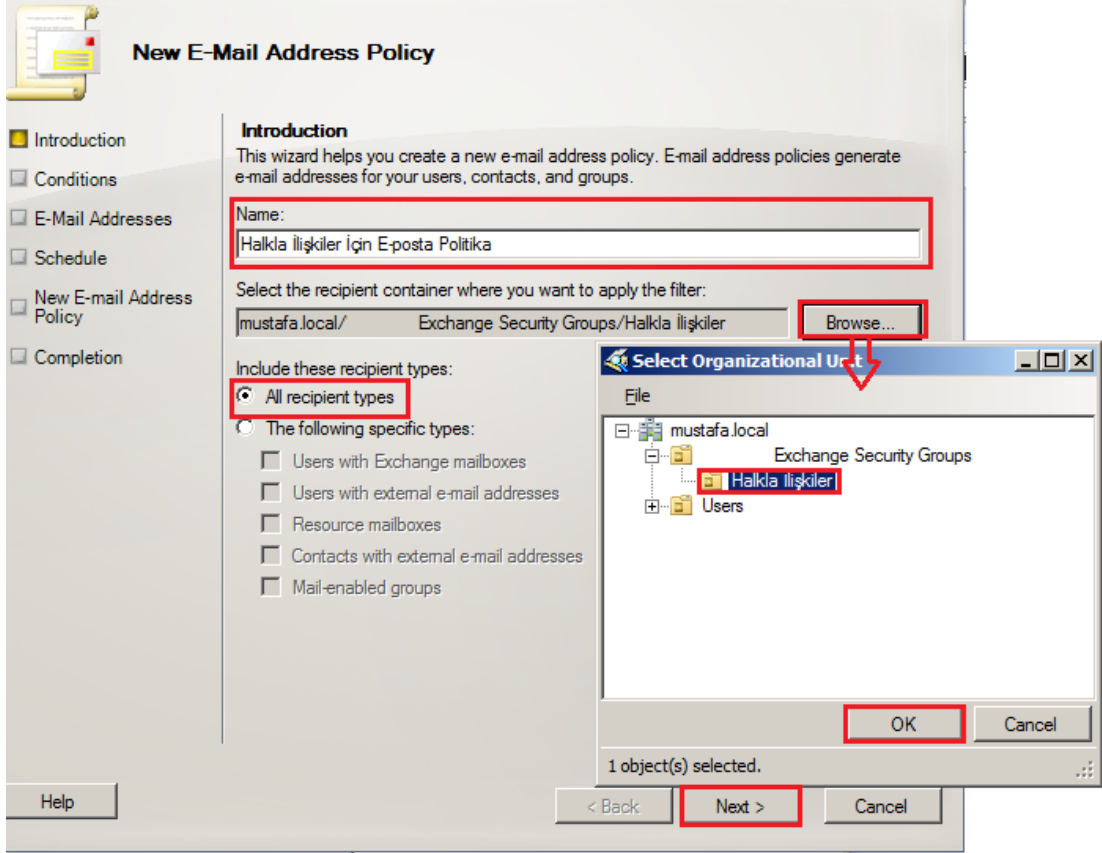 New E-Mail Address Policy
Introduction
Conditions
E-Mail Addresses
Schedule
New E-mail Address
Policy
Completion
Introduction
This wizard helps you create a new e-mail address policy. E-mail address policies generate
e-mail addresses for your users, contacts, and groups.
Name:
Halkla İlişkiler İçin E-posta Politika
Select the recipient container where you want to apply the filter:
mustafa.local/ Exchange Security Groups/Halkla İlişkiler
Browse...
Include these recipient types:
All recipient types
The following specific types:
Users with Exchange mailboxes
Users with external e-mail addresses
Resource mailboxes
Contacts with external e-mail addresses
Mail-enabled groups
Select Organizational Unit
File
mustafa.local
Exchange Security Groups
Halkla İlişkiler
Users
OK
Cancel
1 object(s) selected.
Help
< Back
Next >
Cancel